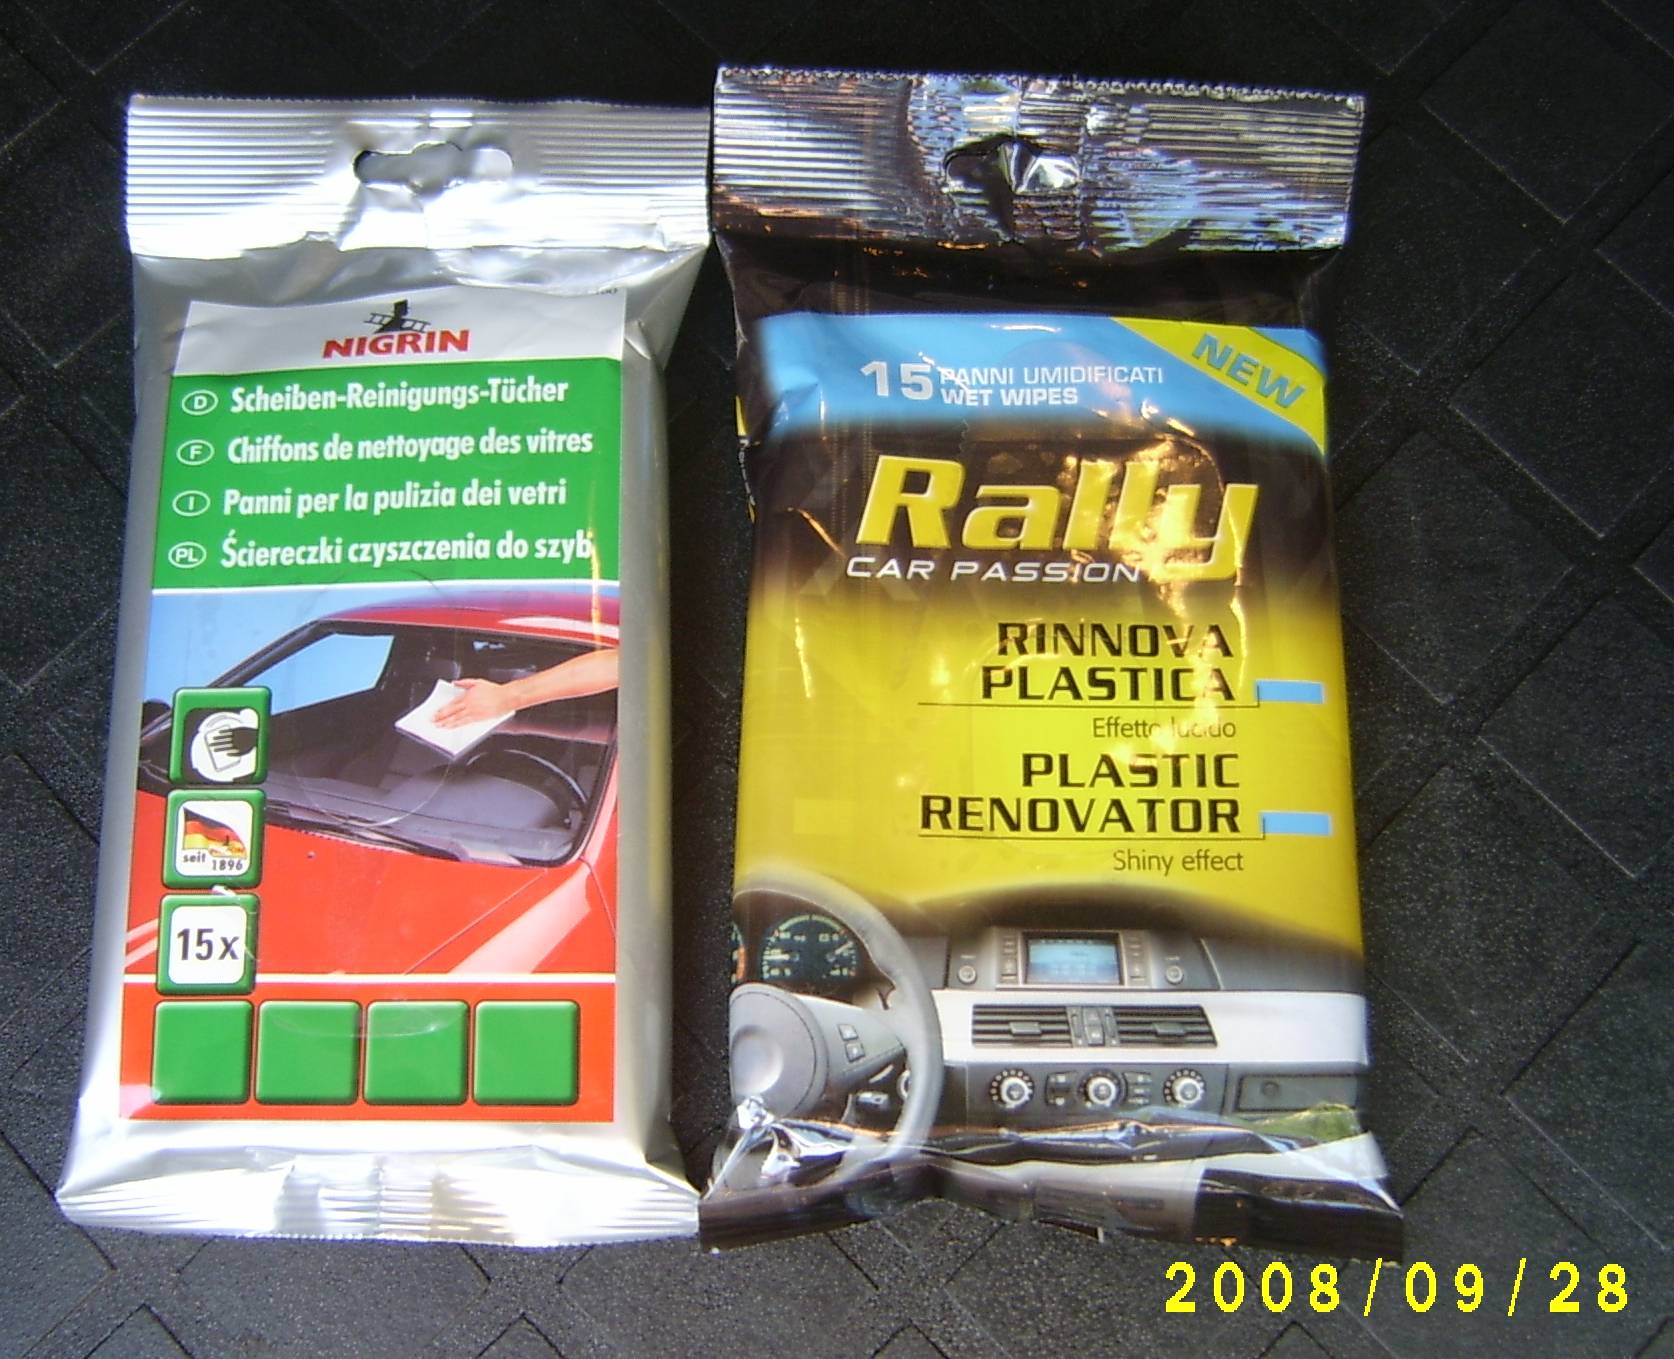 NIGRIN
D Scheiben-Reinigungs-Tücher
F Chiffons de nettoyage des vitres
I Panni per la pulizia dei vetri
PL Ściereczki czyszczenia do szyb
seit 1896
15x
NEW
15 PANNI UMIDIFICATI
WET WIPES
Rally
CAR PASSION
RINNOVA
PLASTICA
Effetto lucido
PLASTIC
RENOVATOR
Shiny effect
2008/09/28